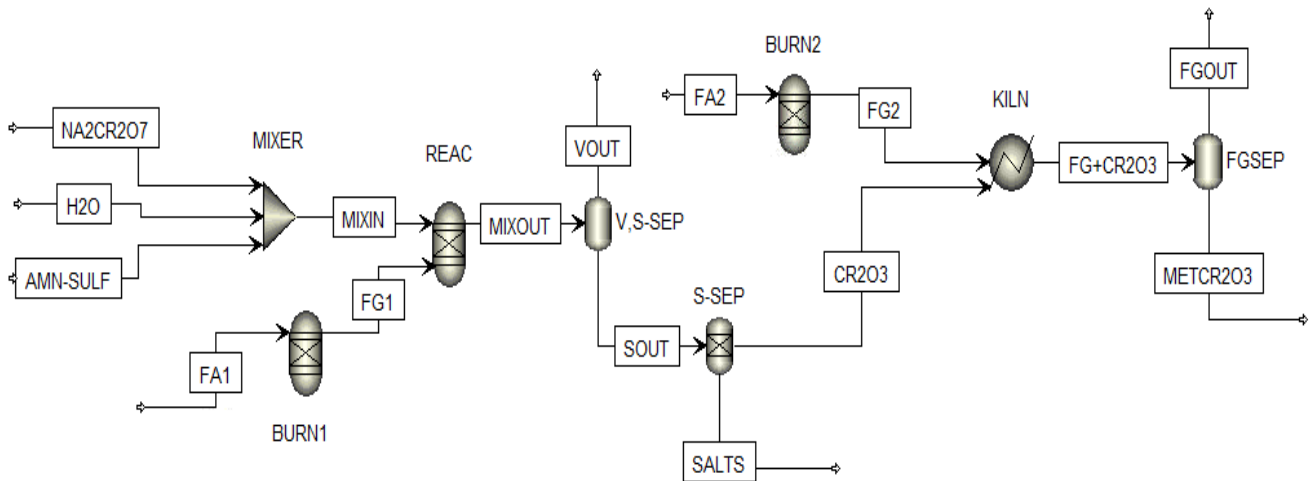 BURN2
FGOUT
FA2
FG2
KILN
NA2CR2O7
MIXER
REAC
VOUT
FG+CR2O3
FGSEP
H2O
MIXIN
MIXOUT
V,S-SEP
AMN-SULF
CR2O3
METCR2O3
FG1
S-SEP
SOUT
FA1
BURN1
SALTS